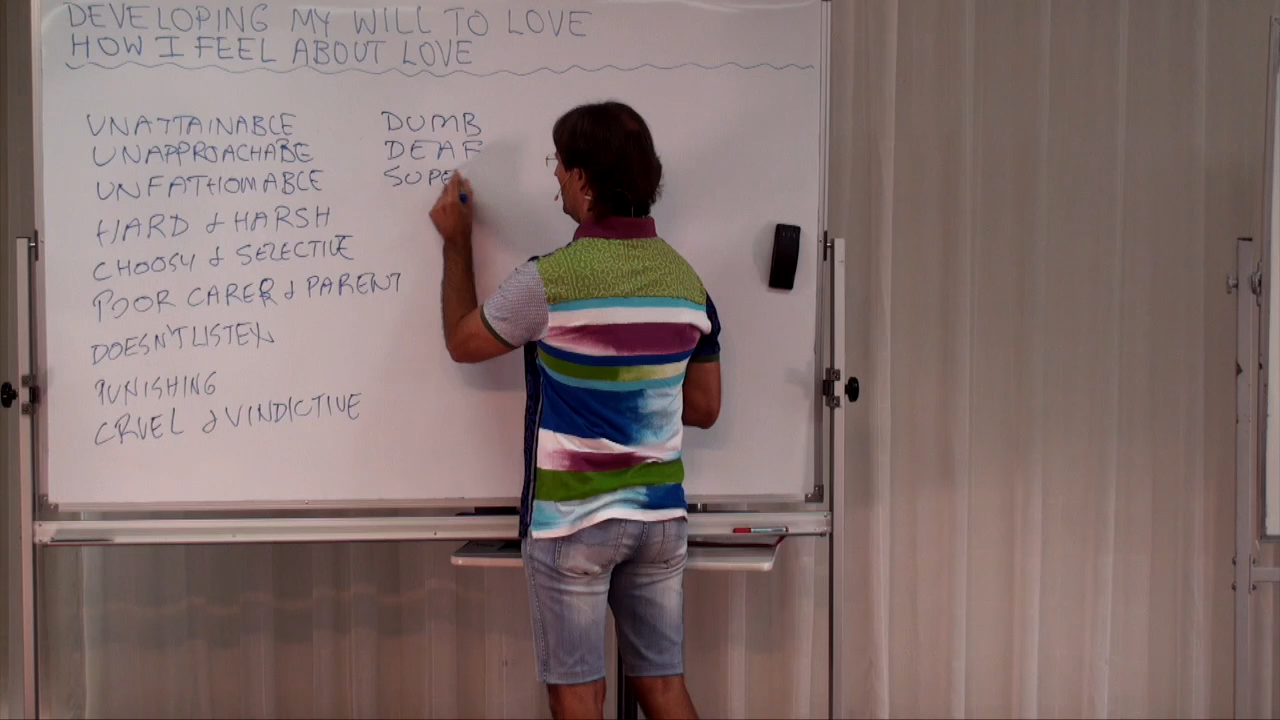 DEVELOPING MY WILL TO LOVE
HOW I FEEL ABOUT LOVE
UNATTAINABLE
UNAPPROACHABE
UNFATHOMABLE
HARD & HARSH
CHOOSY & SELECTIVE
POOR CARER & PARENT
DOESN'T LISTEN
PUNISHING
CRUEL & VINDICTIVE
DUMB
DEAF
SUPE